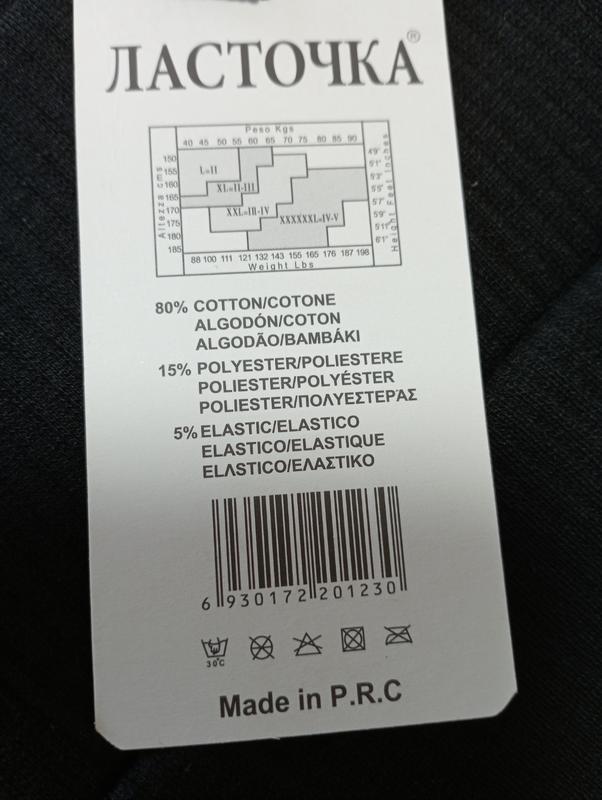 ЛАСТОЧКА®
Peso Kgs
40 45 50 55 60 65 70 75 80 85 90
Altezza cms
150
155
160
165
170
175
180
185
L=II
XL=II-III
XXL=III-IV
XXXXXXL=IV-V
4'9"
5'1"
5'3"
5'5"
5'7"
5'9"
5'11"
6'1"
Height Feet Inches
88 100 111 121 132 143 155 165 176 187 198
Weight Lbs
80% COTTON/COTONE
ALGODÓN/COTON
ALGODÃO/BAMBÁKI
15% POLYESTER/POLIESTERE
POLIESTER/POLYÉSTER
POLIESTER/ΠΟΛΥΕΣΤΕΡΆΣ
5% ELASTIC/ELASTICO
ELASTICO/ELASTIQUE
ELΛSTICO/ΕΛΑΣΤΙΚΟ
6 930172 201230
30°C
Made in P.R.C